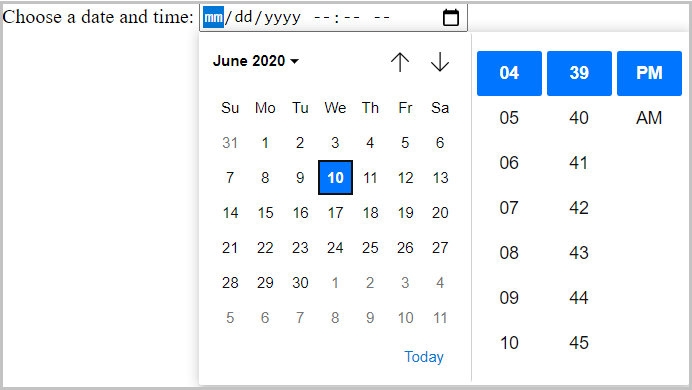 Choose a date and time: mm/dd/yyyy --:-- --
June 2020
Su Mo Tu We Th Fr Sa
31 1 2 3 4 5 6
7 8 9 10 11 12 13
14 15 16 17 18 19 20
21 22 23 24 25 26 27
28 29 30 1 2 3 4
5 6 7 8 9 10 11
Today
04 39 PM
05 40 AM
06 41
07 42
08 43
09 44
10 45